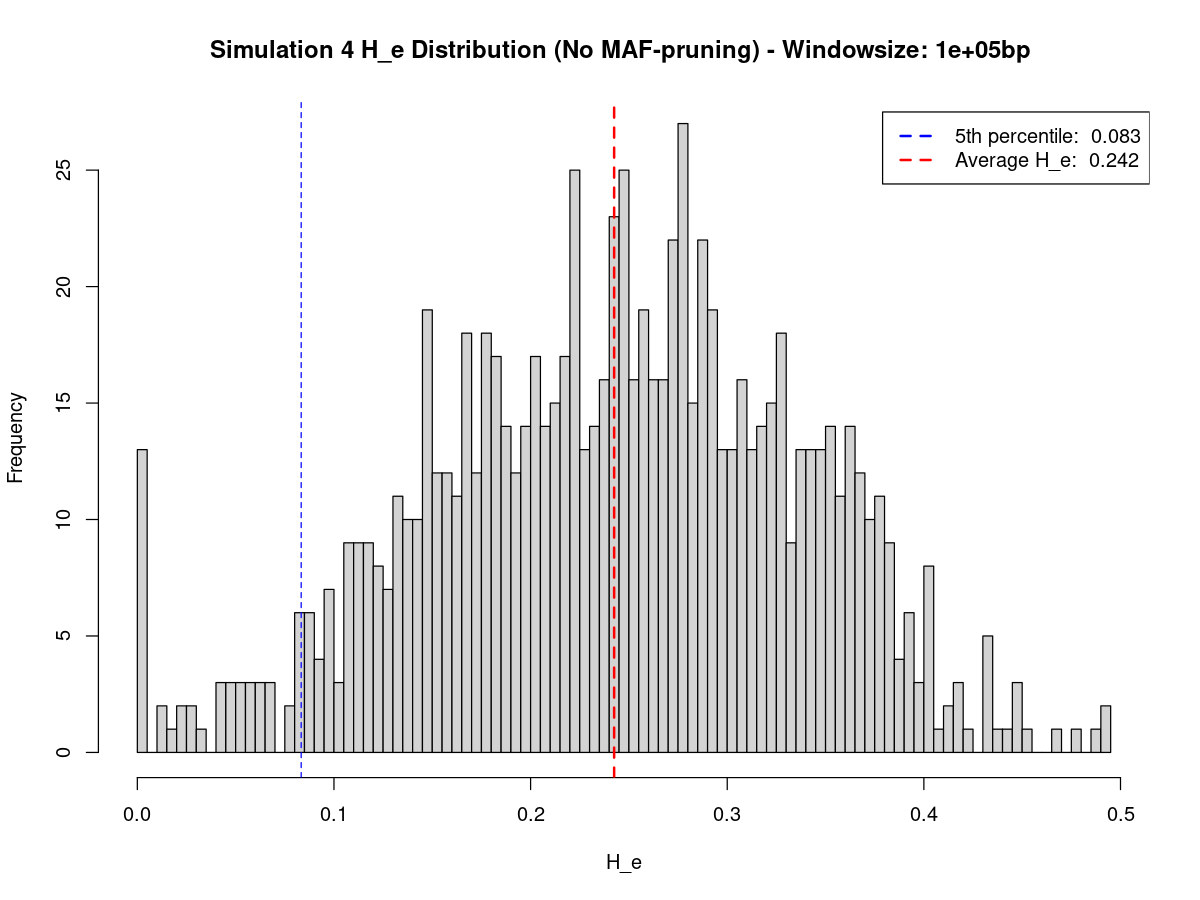 Simulation 4 H_e Distribution (No MAF-pruning) - Windowsize: 1e+05bp
5th percentile: 0.083
Average H_e: 0.242
Frequency
25
20
15
10
5
0
0.0 0.1 0.2 0.3 0.4 0.5
H_e